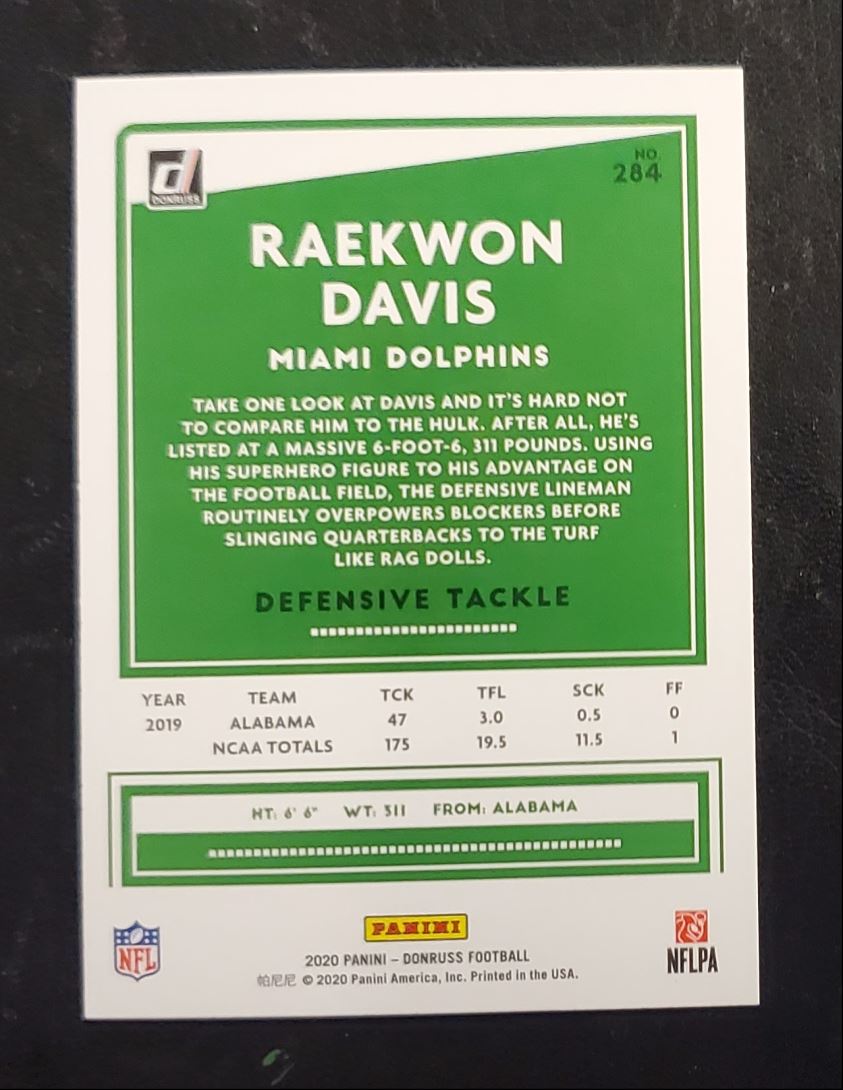 DONRUSS
NO.
284
RAEKWON
DAVIS
MIAMI DOLPHINS
TAKE ONE LOOK AT DAVIS AND IT'S HARD NOT
TO COMPARE HIM TO THE HULK. AFTER ALL, HE'S
LISTED AT A MASSIVE 6-FOOT-6, 311 POUNDS. USING
HIS SUPERHERO FIGURE TO HIS ADVANTAGE ON
THE FOOTBALL FIELD, THE DEFENSIVE LINEMAN
ROUTINELY OVERPOWERS BLOCKERS BEFORE
SLINGING QUARTERBACKS TO THE TURF
LIKE RAG DOLLS.
DEFENSIVE TACKLE
YEAR TEAM TCK TFL SCK FF
2019 ALABAMA 47 3.0 0.5 0
NCAA TOTALS 175 19.5 11.5 1
HT: 6' 6" WT: 311 FROM: ALABAMA
NFL
PANINI
NFLPA
2020 PANINI – DONRUSS FOOTBALL
帕尼尼 © 2020 Panini America, Inc. Printed in the USA.